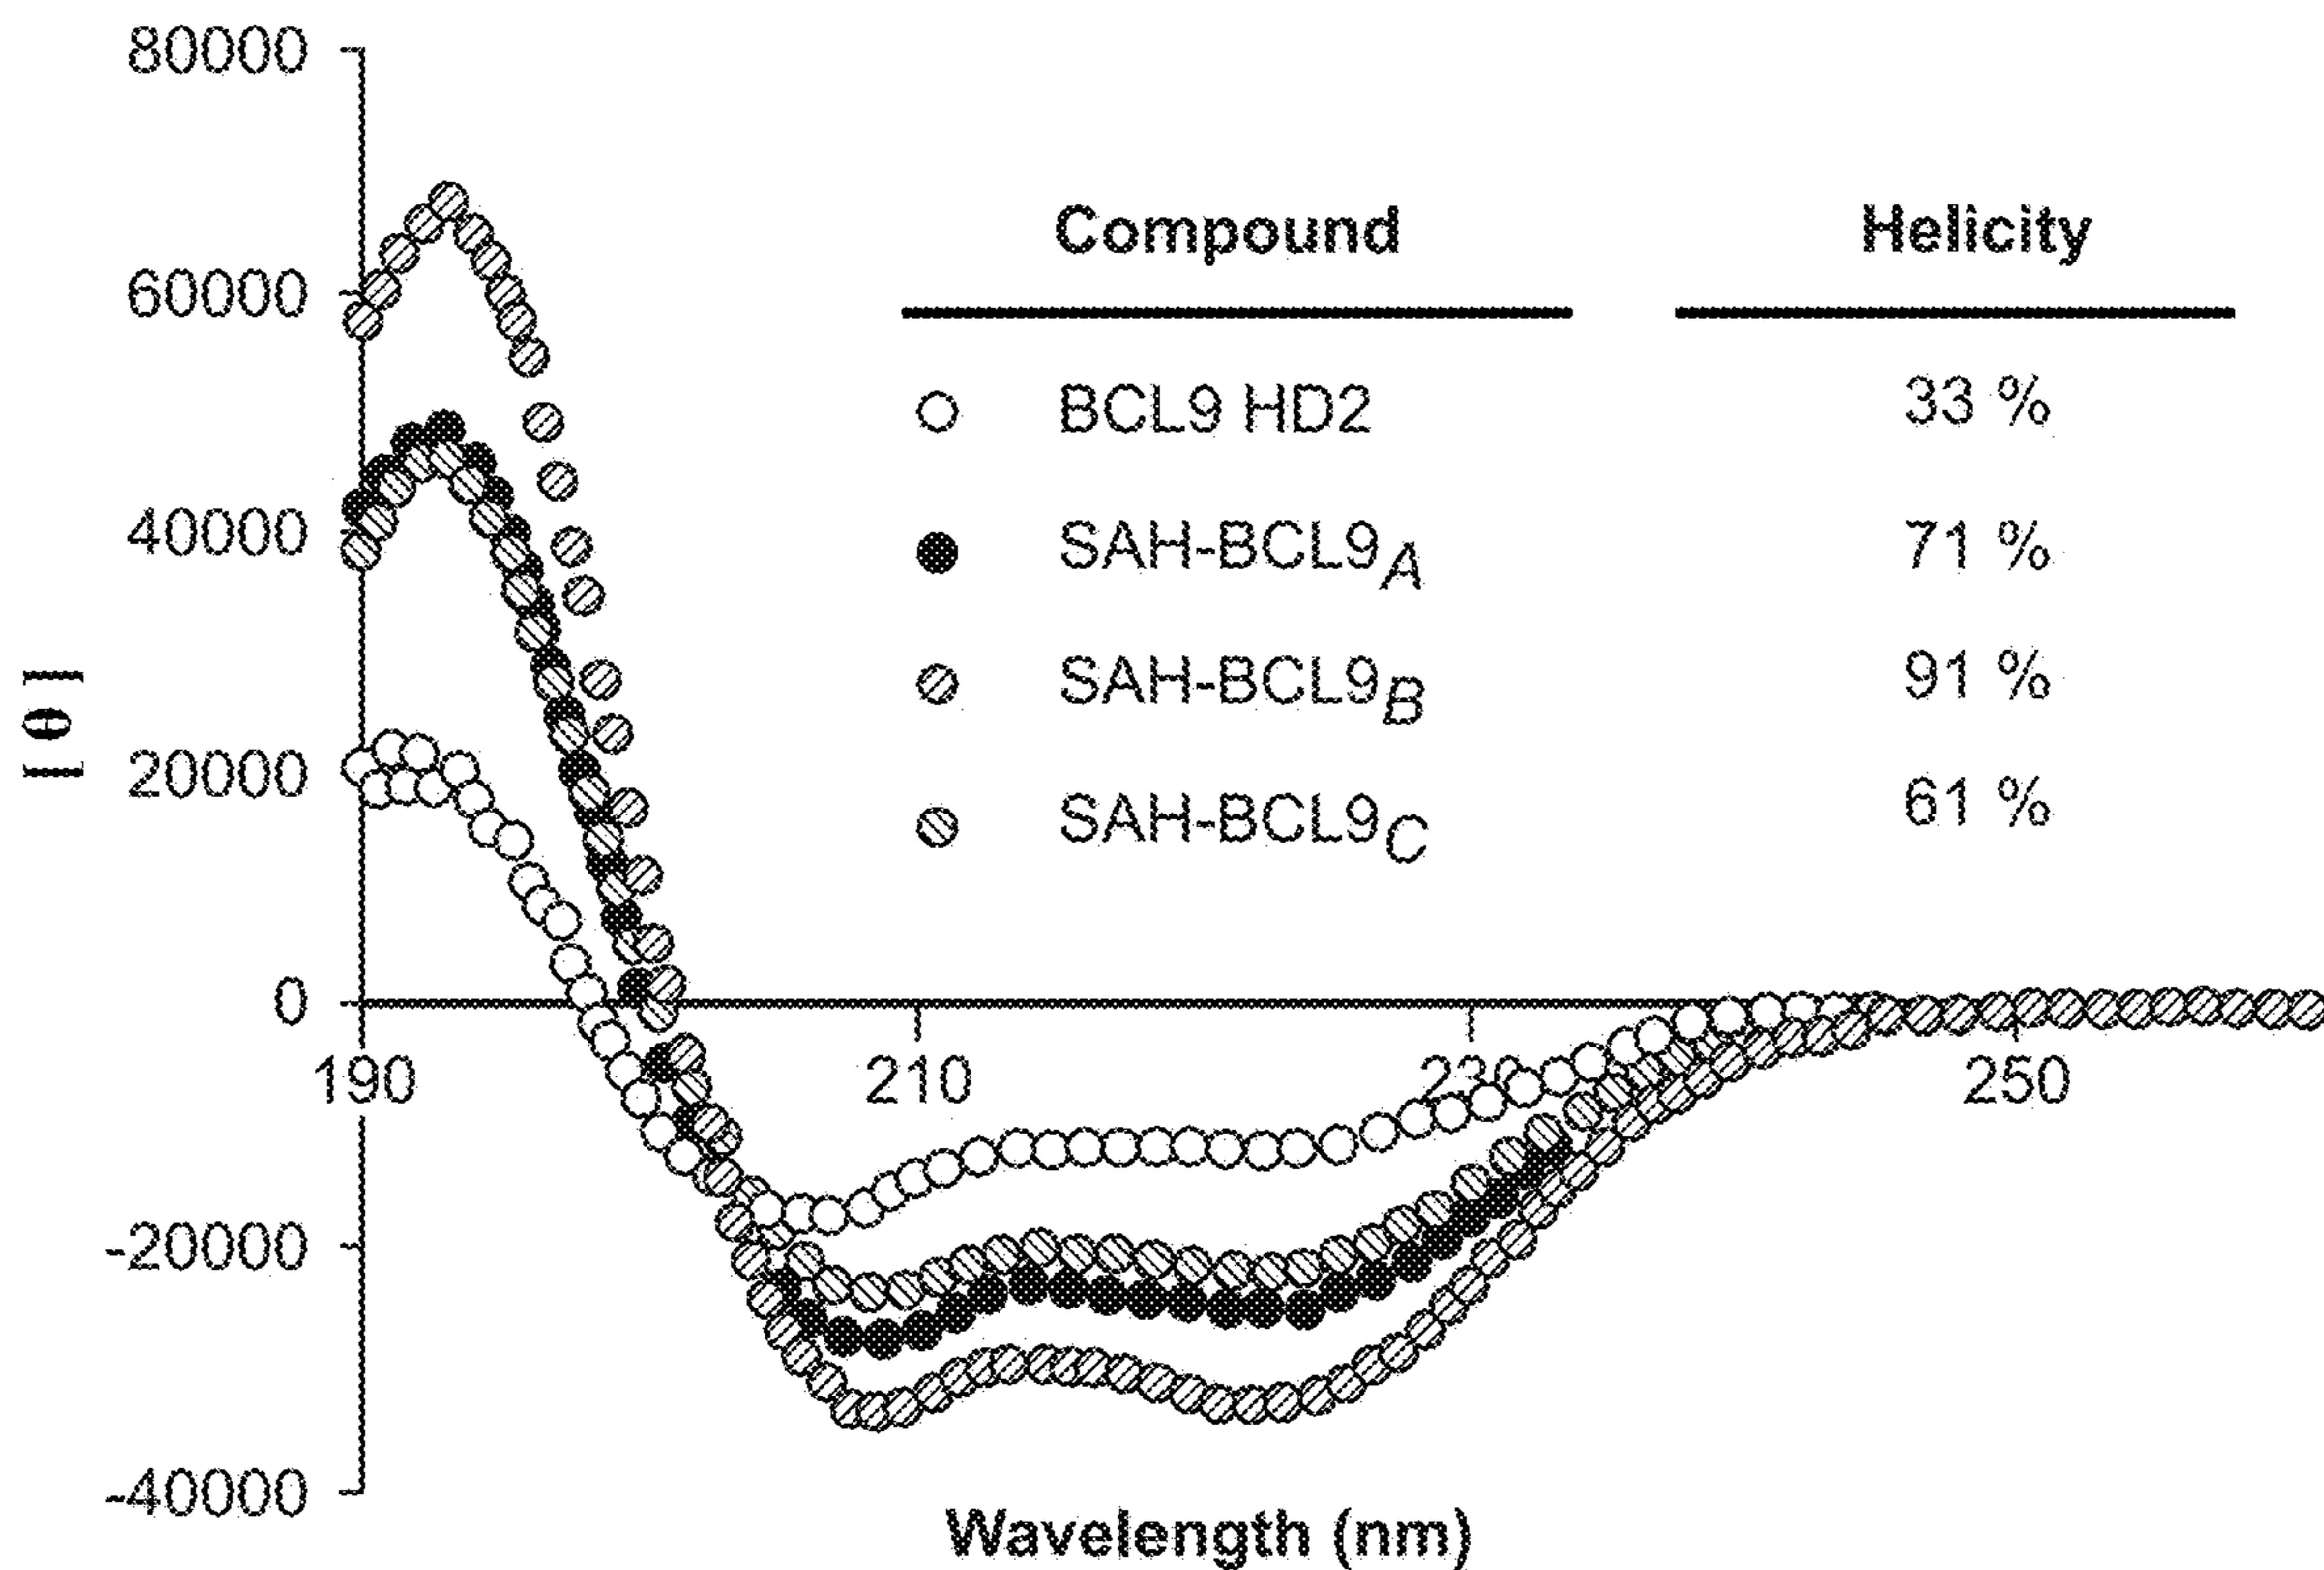 80000
60000
40000
20000
0
-20000
-40000
[θ]
190
210
230
250
Wavelength (nm)
Compound Helicity
BCL9 HD2 33 %
SAH-BCL9A 71 %
SAH-BCL9B 91 %
SAH-BCL9C 61 %